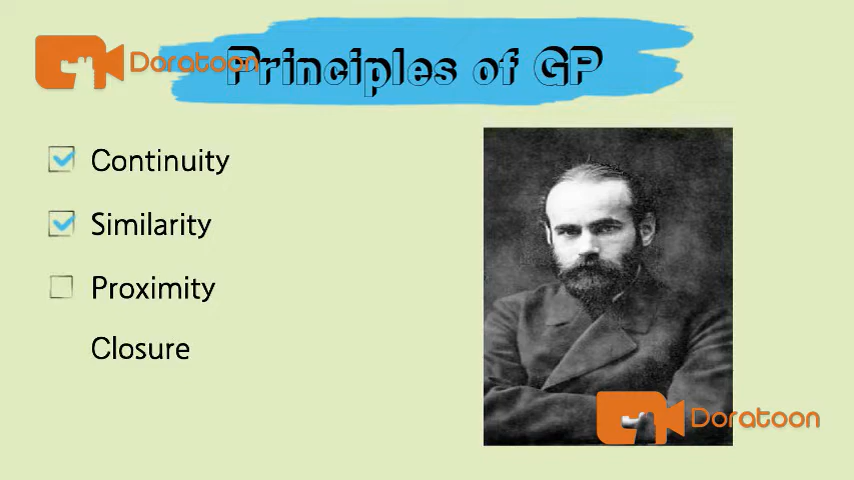 Doratoon
Principles of GP
Continuity
Similarity
Proximity
Closure
Doratoon